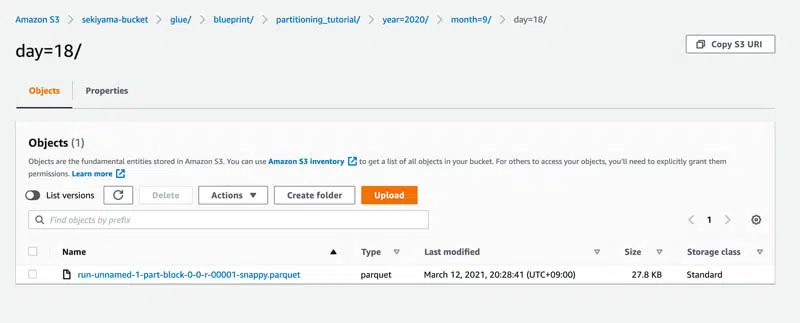 Amazon S3 > sekiyama-bucket > glue/ > blueprint/ > partitioning_tutorial/ > year=2020/ > month=9/ > day=18/
day=18/
Copy S3 URI
Objects Properties
Objects (1)
Objects are the fundamental entities stored in Amazon S3. You can use Amazon S3 inventory to get a list of all objects in your bucket. For others to access your objects, you'll need to explicitly grant them
permissions. Learn more
List versions Delete Actions Create folder Upload
Find objects by prefix 1
Name Type Last modified Size Storage class
run-unnamed-1-part-block-0-0-r-00001-snappy.parquet parquet March 12, 2021, 20:28:41 (UTC+09:00) 27.8 KB Standard